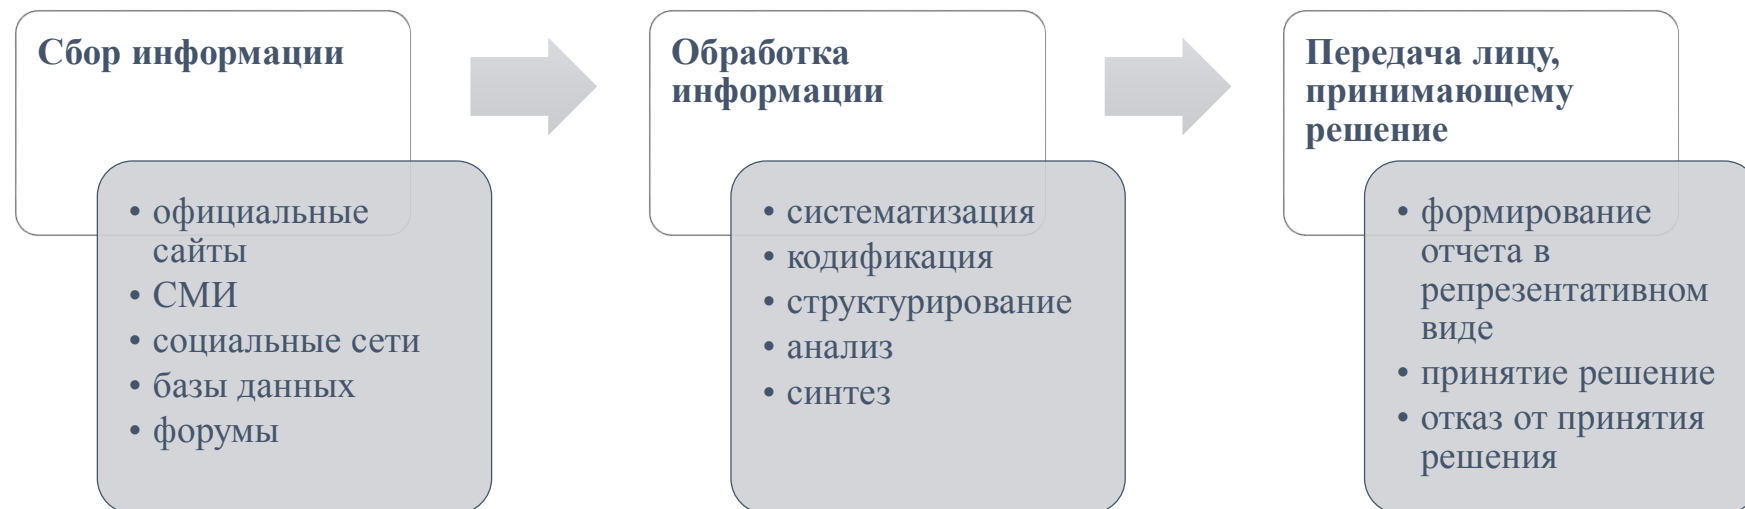 Сбор информации
• официальные
сайты
• СМИ
• социальные сети
• базы данных
• форумы
Обработка
информации
• систематизация
• кодификация
• структурирование
• анализ
• синтез
Передача лицу,
принимающему
решение
• формирование
отчета в
репрезентативном
виде
• принятие решение
• отказ от принятия
решения